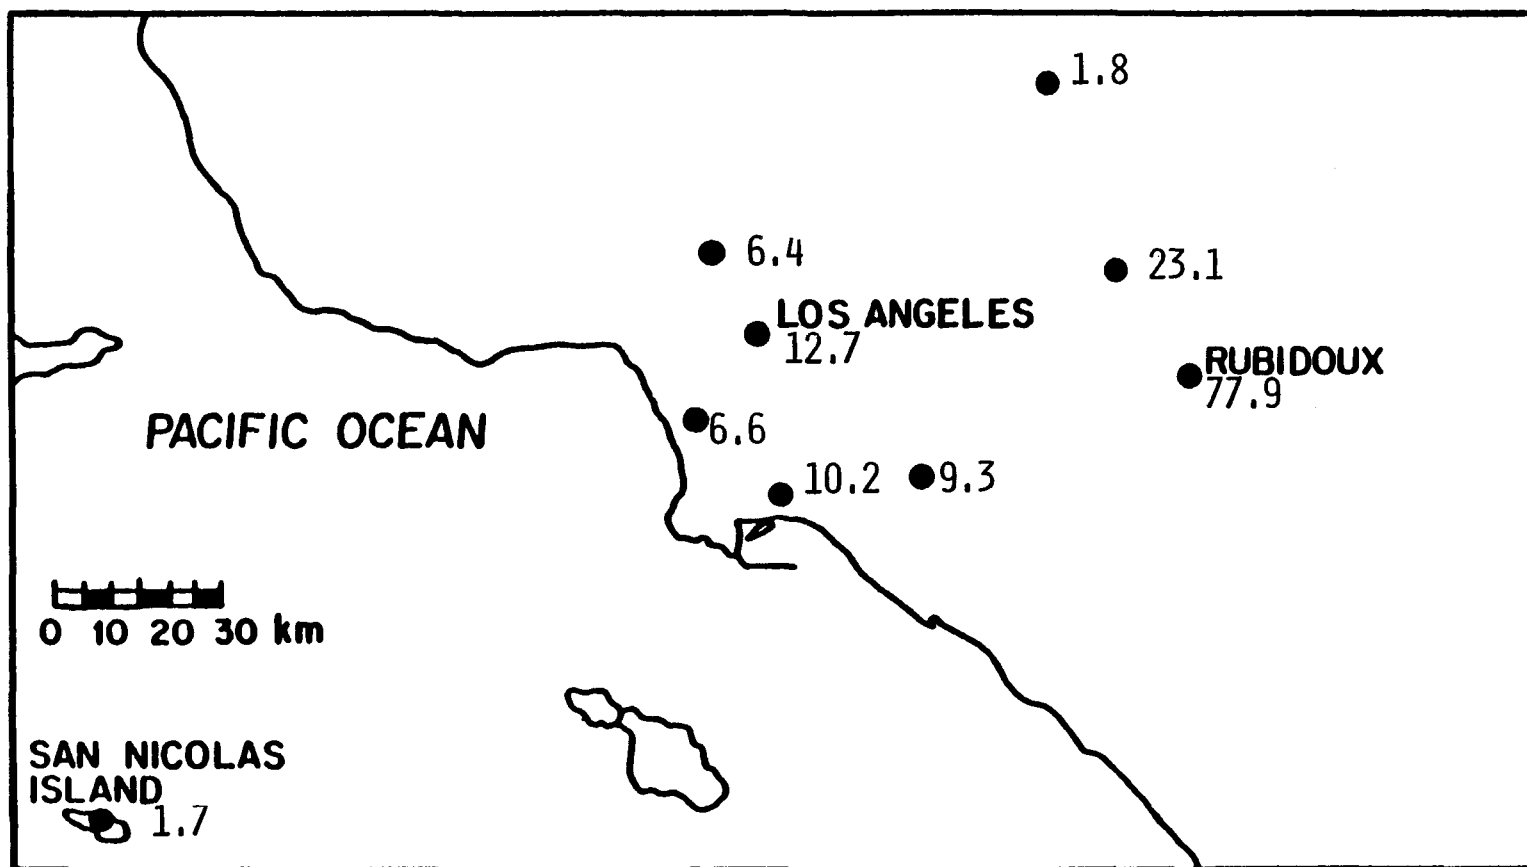 1.8
6.4
23.1
LOS ANGELES
12.7
RUBIDOUX
77.9
PACIFIC OCEAN
6.6
10.2
9.3
0 10 20 30 km
SAN NICOLAS
ISLAND
1.7